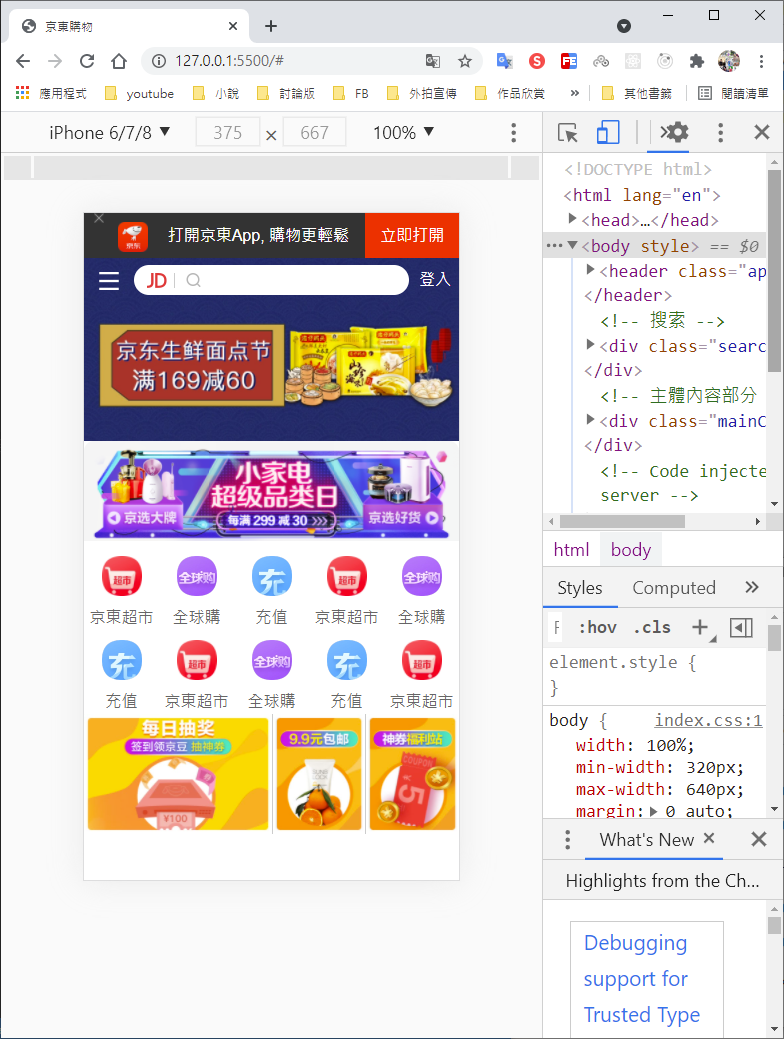 京東購物
127.0.0.1:5500/#
應用程式 youtube 小說 討論版 FB 外拍宣傳 作品欣賞 » 其他書籤 閱讀清單
iPhone 6/7/8 ▼ 375 × 667 100% ▼
<!DOCTYPE html>
<html lang="en">
▶<head>…</head>
▼<body style> == $0
▶<header class="ap
</header>
<!-- 搜索 -->
▶<div class="searc
</div>
<!-- 主體內容部分
▶<div class="mainC
</div>
<!-- Code injecte
server -->
html body
Styles Computed »
F :hov .cls +
element.style {
}
body { index.css:1
width: 100%;
min-width: 320px;
max-width: 640px;
margin:▶ 0 auto;
What's New
Highlights from the Ch...
Debugging
support for
Trusted Type
京东 打開京東App, 購物更輕鬆 立即打開
JD 登入
京东生鲜面点节
满169减60
山珍海味
小家电
超级品类日
京选大牌 每满 299 减 30 >>> 京选好货
超市 全球购 充 超市 全球购
京東超市 全球購 充值 京東超市 全球購
充 超市 全球购 充 超市
充值 京東超市 全球購 充值 京東超市
每日抽奖
签到领京豆 抽神券
¥100
9.9元包邮
神券福利站
COUPON
5